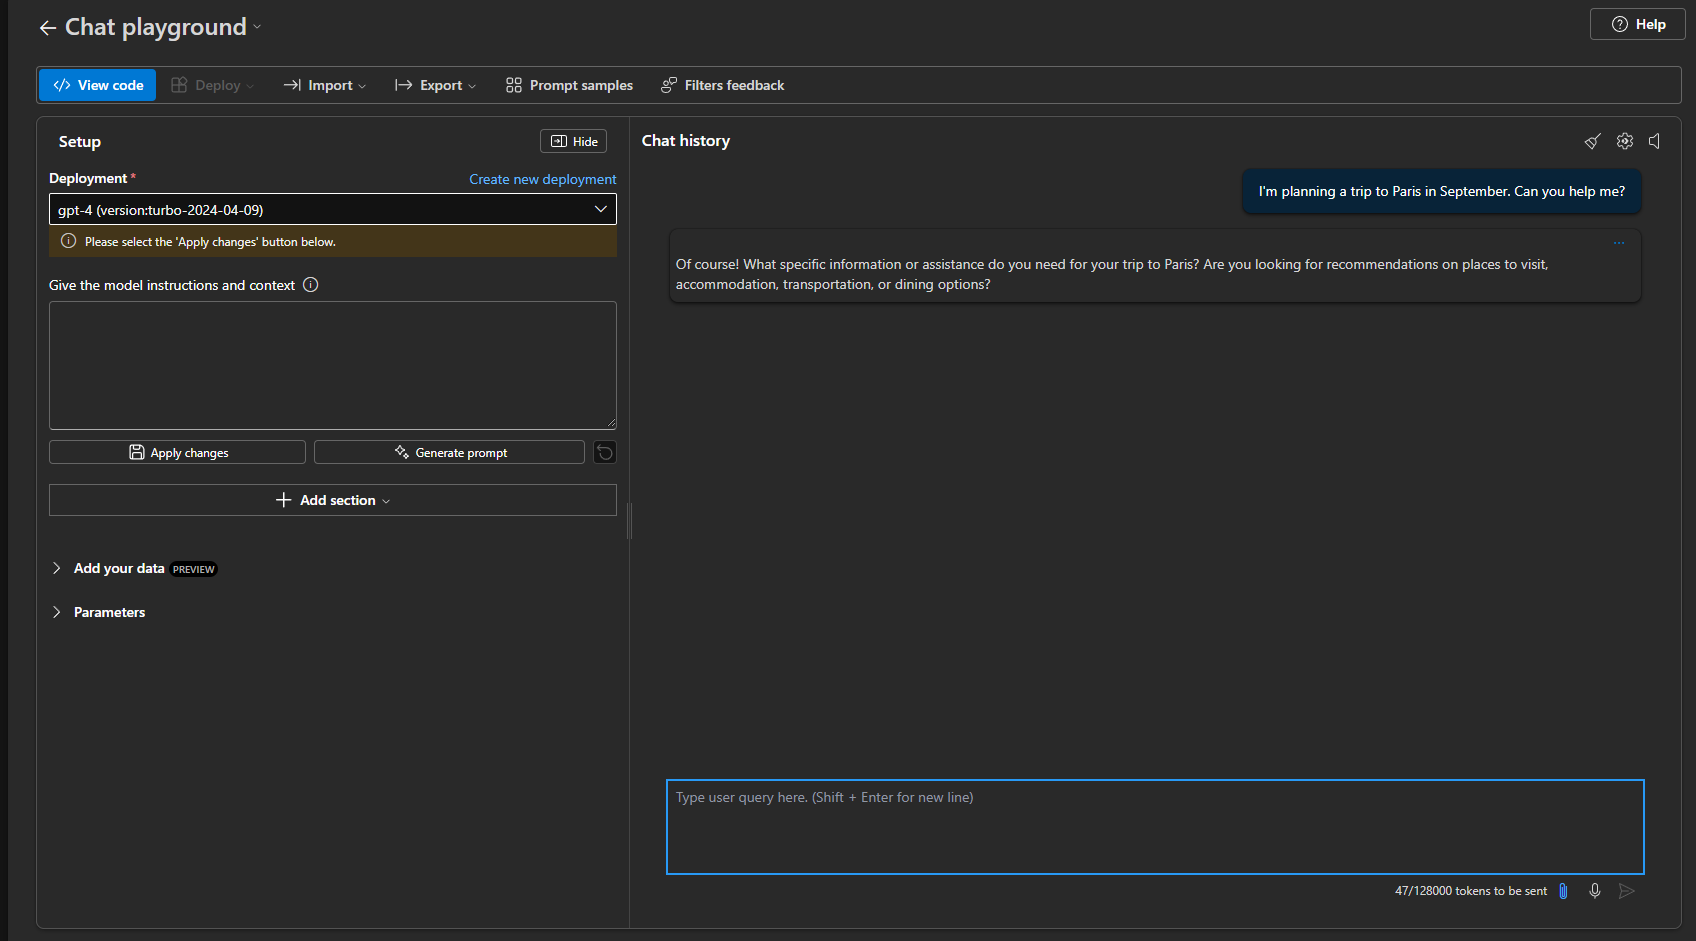 Chat playground
Help
View code
Deploy
Import
Export
Prompt samples
Filters feedback
Setup
Hide
Deployment *
Create new deployment
gpt-4 (version:turbo-2024-04-09)
Please select the 'Apply changes' button below.
Give the model instructions and context
Apply changes
Generate prompt
Add section
Add your data PREVIEW
Parameters
Chat history
I'm planning a trip to Paris in September. Can you help me?
Of course! What specific information or assistance do you need for your trip to Paris? Are you looking for recommendations on places to visit,
accommodation, transportation, or dining options?
Type user query here. (Shift + Enter for new line)
47/128000 tokens to be sent